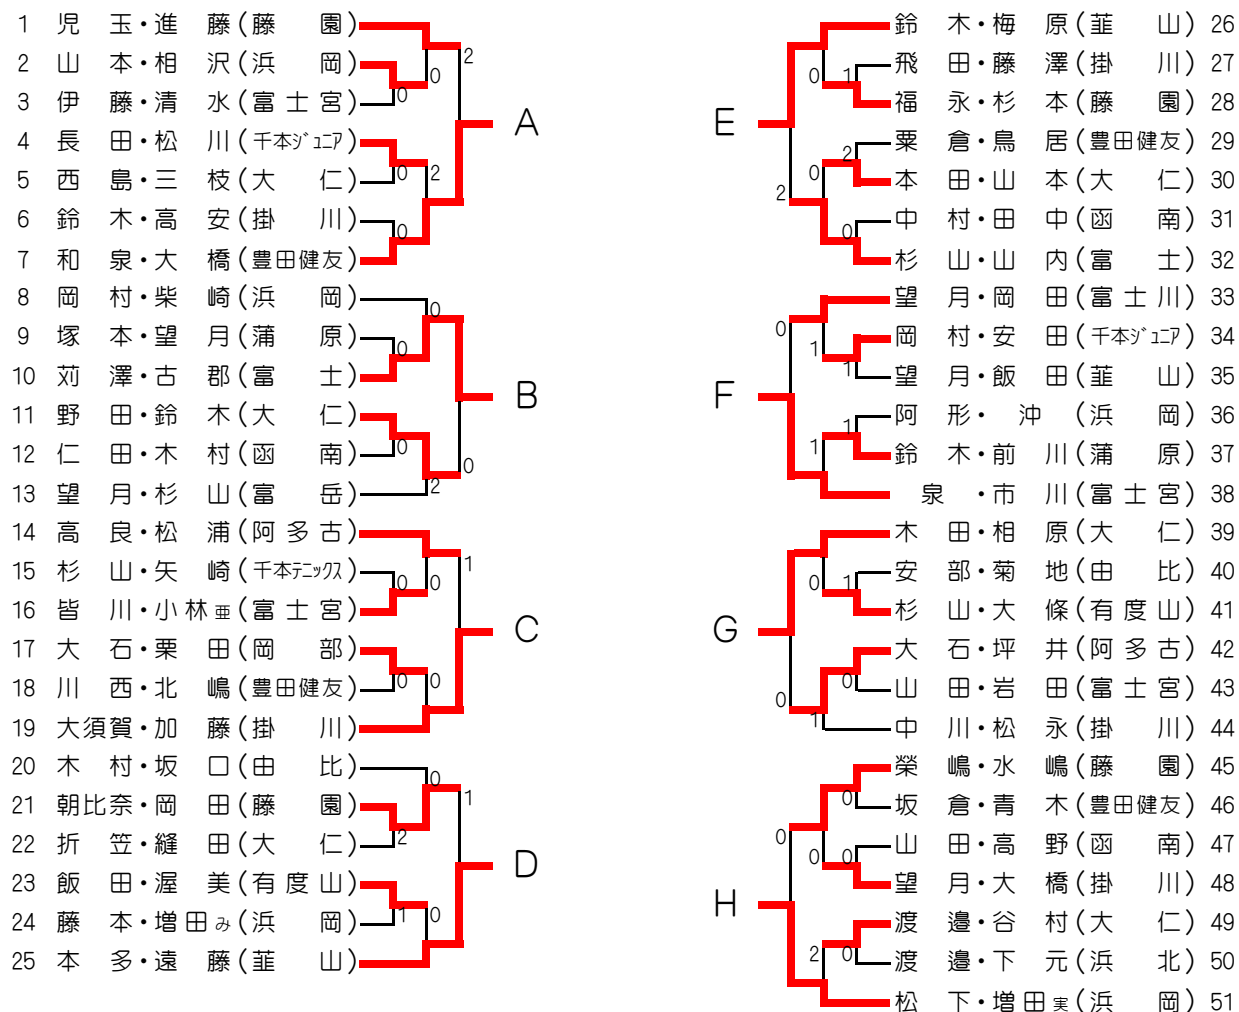 1 児 玉・進 藤(藤 園)
2 山 本・相 沢(浜 岡)
3 伊 藤・清 水(富士宮)
4 長 田・松 川(千本ｼﾞｭﾆｱ)
5 西 島・三 枝(大 仁)
6 鈴 木・高 安(掛 川)
7 和 泉・大 橋(豊田健友)
8 岡 村・柴 崎(浜 岡)
9 塚 本・望 月(蒲 原)
10 苅 澤・古 郡(富 士)
11 野 田・鈴 木(大 仁)
12 仁 田・木 村(函 南)
13 望 月・杉 山(富 岳)
14 高 良・松 浦(阿多古)
15 杉 山・矢 崎(千本テニックス)
16 皆 川・小林亜(富士宮)
17 大 石・栗 田(岡 部)
18 川 西・北 嶋(豊田健友)
19 大須賀・加 藤(掛 川)
20 木 村・坂 口(由 比)
21 朝比奈・岡 田(藤 園)
22 折 笠・縫 田(大 仁)
23 飯 田・渥 美(有度山)
24 藤 本・増田み(浜 岡)
25 本 多・遠 藤(韮 山)
2
0
0
A
0
2
0
0
0
B
0
0
2
1
0
0
C
0
0
0
1
D
2
1
0
鈴 木・梅 原(韮 山) 26
飛 田・藤 澤(掛 川) 27
福 永・杉 本(藤 園) 28
粟 倉・鳥 居(豊田健友) 29
本 田・山 本(大 仁) 30
中 村・田 中(函 南) 31
杉 山・山 内(富 士) 32
望 月・岡 田(富士川) 33
岡 村・安 田(千本ｼﾞｭﾆｱ) 34
望 月・飯 田(韮 山) 35
阿 形・ 沖 (浜 岡) 36
鈴 木・前 川(蒲 原) 37
泉 ・市 川(富士宮) 38
木 田・相 原(大 仁) 39
安 部・菊 地(由 比) 40
杉 山・大 條(有度山) 41
大 石・坪 井(阿多古) 42
山 田・岩 田(富士宮) 43
中 川・松 永(掛 川) 44
榮 嶋・水 嶋(藤 園) 45
坂 倉・青 木(豊田健友) 46
山 田・高 野(函 南) 47
望 月・大 橋(掛 川) 48
渡 邉・谷 村(大 仁) 49
渡 邉・下 元(浜 北) 50
松 下・増田実(浜 岡) 51
0
1
E
2
0
2
0
0
1
1
F
1
1
0
1
G
0
0
1
0
0
0
0
H
2
0